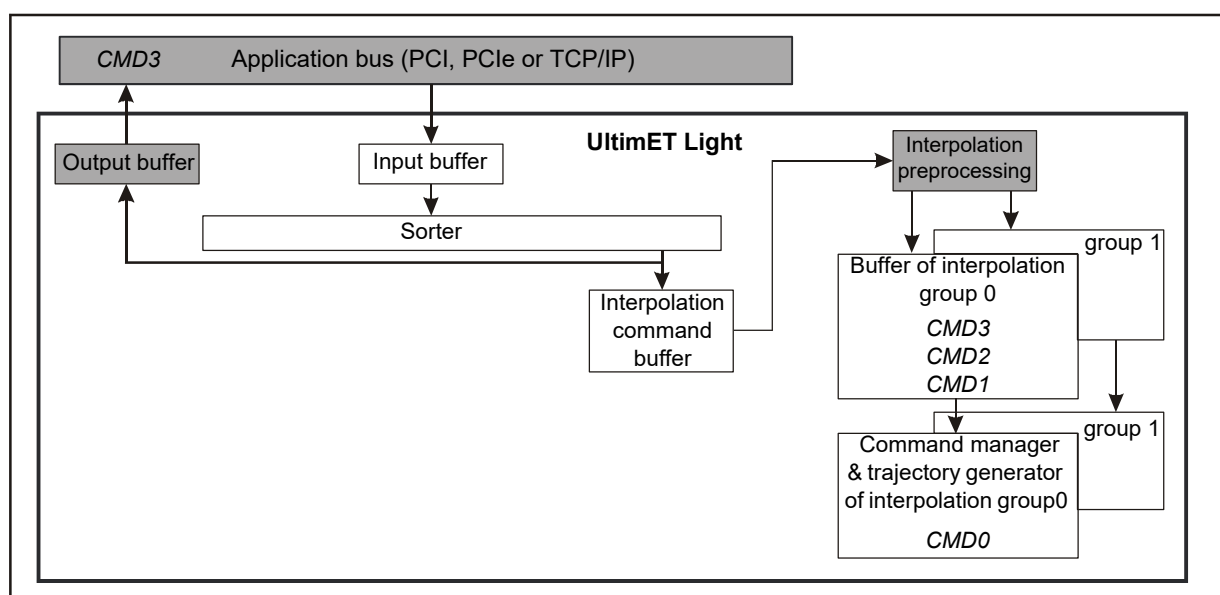 CMD3 Application bus (PCI, PCIe or TCP/IP)
UltimET Light
Output buffer
Input buffer
Interpolation
preprocessing
Sorter
group 1
Buffer of interpolation
group 0
CMD3
CMD2
CMD1
Interpolation
command
buffer
group 1
Command manager
& trajectory generator
of interpolation group0
CMD0